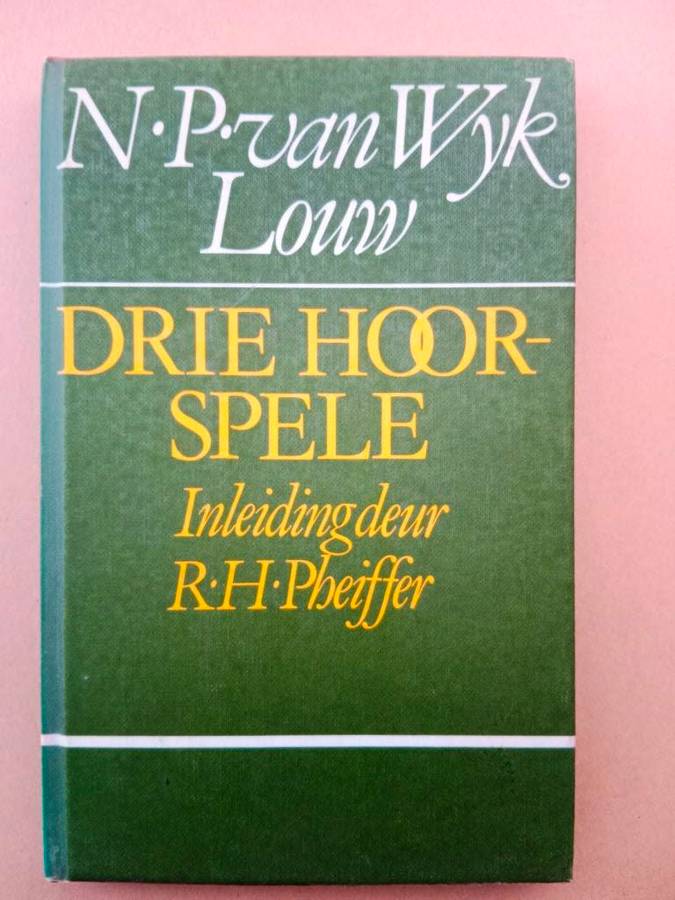 N·P·van Wyk
Louw
DRIE HOOR-
SPELE
Inleiding deur
R·H·Pheiffer